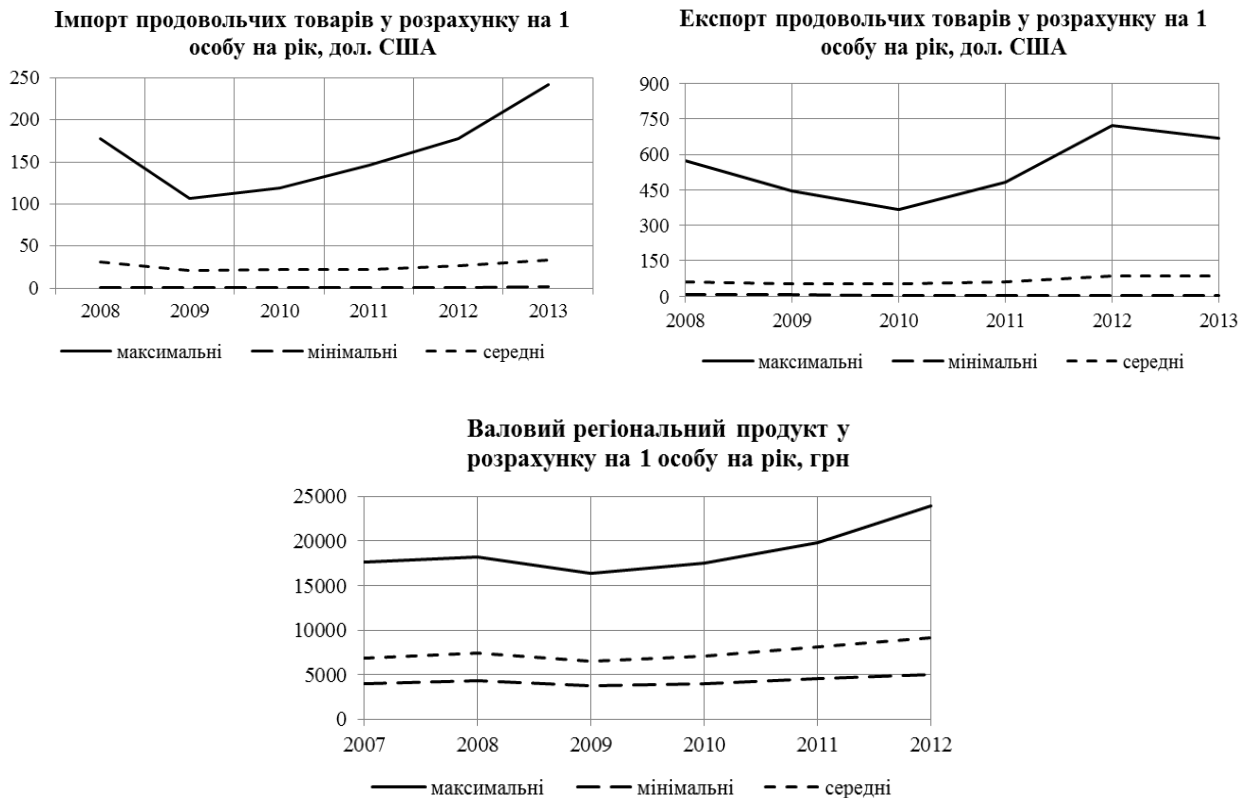 Імпорт продовольчих товарів у розрахунку на 1
особу на рік, дол. США
250
200
150
100
50
0
2008 2009 2010 2011 2012 2013
максимальні мінімальні середні
Експорт продовольчих товарів у розрахунку на 1
особу на рік, дол. США
900
750
600
450
300
150
0
2008 2009 2010 2011 2012 2013
максимальні мінімальні середні
Валовий регіональний продукт у
розрахунку на 1 особу на рік, грн
25000
20000
15000
10000
5000
0
2007 2008 2009 2010 2011 2012
максимальні мінімальні середні